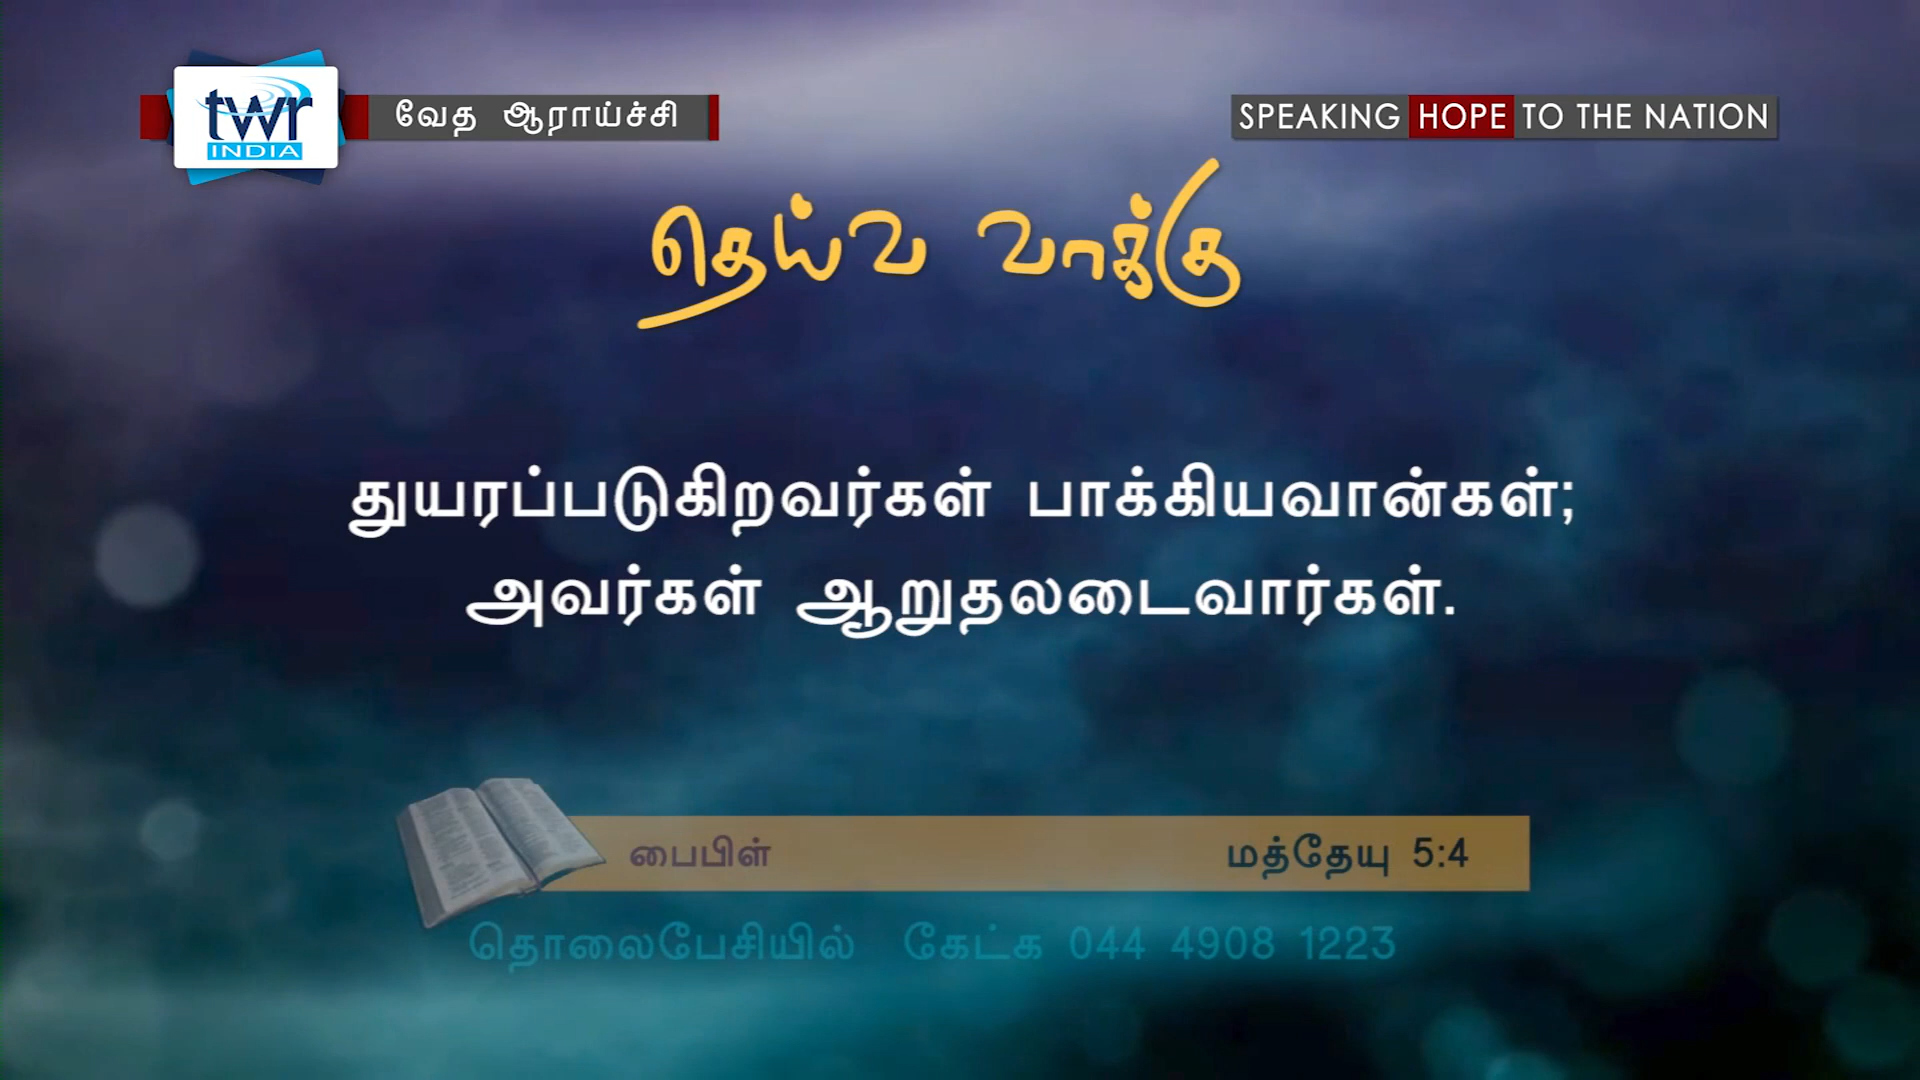 twr
INDIA
வேத ஆராய்ச்சி
SPEAKING HOPE TO THE NATION
தெய்வ வாக்கு
துயரப்படுகிறவர்கள் பாக்கியவான்கள்;
அவர்கள் ஆறுதலடைவார்கள்.
பைபிள் மத்தேயு 5:4
தொலைபேசியில் கேட்க 044 4908 1223